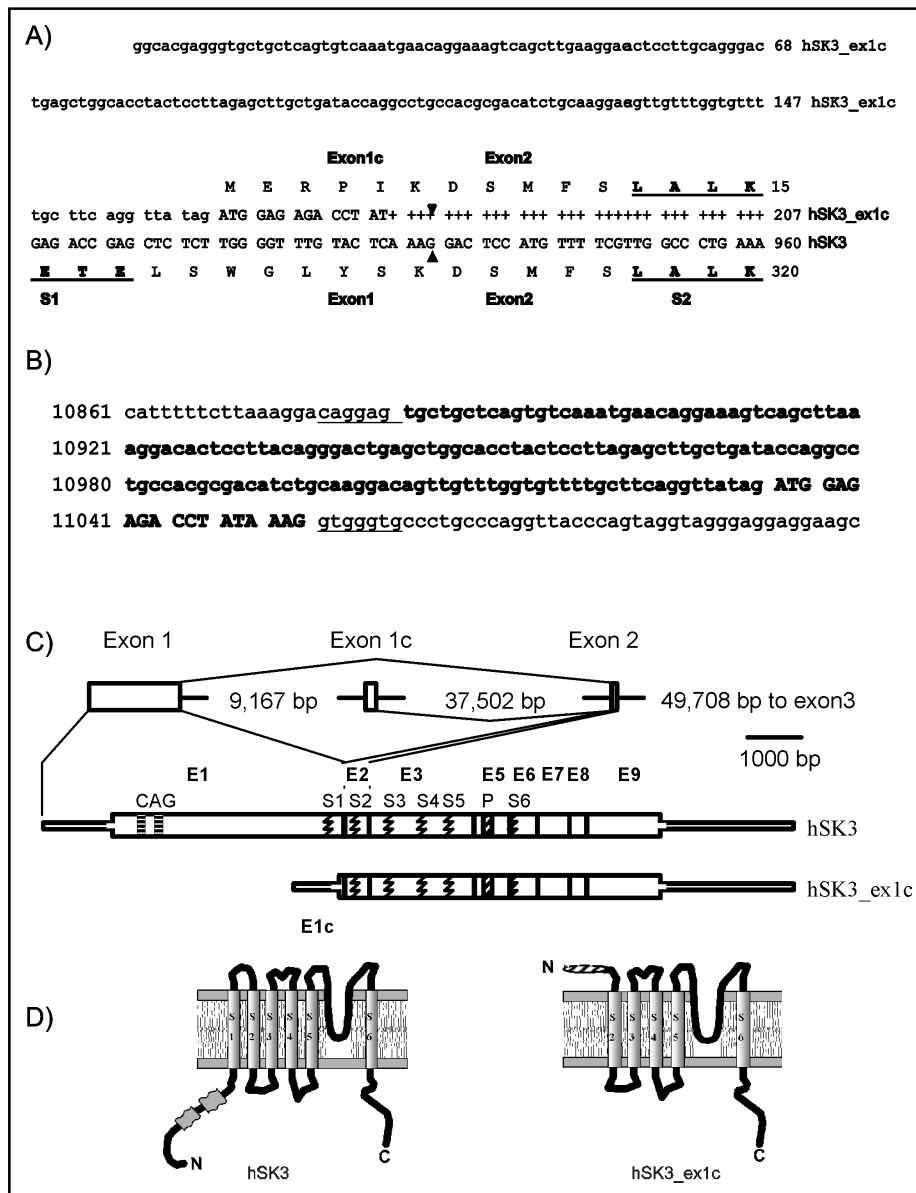 A)
ggcacgagggtgctgctcagtgtcaaatgaacaggaaagtcagcttgaaggaactccttgcagggac 68 hSK3_ex1c
tgagctggcacctactccttagagcttgctgataccaggcctgccacgcgacatctgcaaggaagttgtttggtgttt 147 hSK3_ex1c
Exon1c Exon2
M E R P I K D S M F S L A L K 15
tgc ttc agg tta tag ATG GAG AGA CCT AT+ +++ +++ +++ +++ +++ +++ +++ +++ +++ 207 hSK3_ex1c
GAG ACC GAG CTC TCT TGG GGT TTG TAC TCA AAG GAC TCC ATG TTT TCG TTG GCC CTG AAA 960 hSK3
E T E L S W G L Y S K D S M F S L A L K 320
S1 Exon1 Exon2 S2
B)
10861 catttttcttaaaggacaggag tgctgctcagtgtcaaatgaacaggaaagtcagcttaa
10921 aggacactccttacagggactgagctggcacctactccttagagcttgctgataccaggcc
10980 tgccacgcgacatctgcaaggacagttgtttggtgttttgcttcaggttatag ATG GAG
11041 AGA CCT ATA AAG gtgggtgccctgcccaggttacccagtaggtagggaggaggaagc
C)
Exon 1 Exon 1c Exon 2
9,167 bp 37,502 bp 49,708 bp to exon3
1000 bp
E1 E2 E3 E5 E6 E7 E8 E9
CAG S1 S2 S3 S4 S5 P S6
hSK3
hSK3_ex1c
E1c
D)
S1 S2 S3 S4 S5 S6
N C
hSK3
N
S2 S3 S4 S5 S6
C
hSK3_ex1c